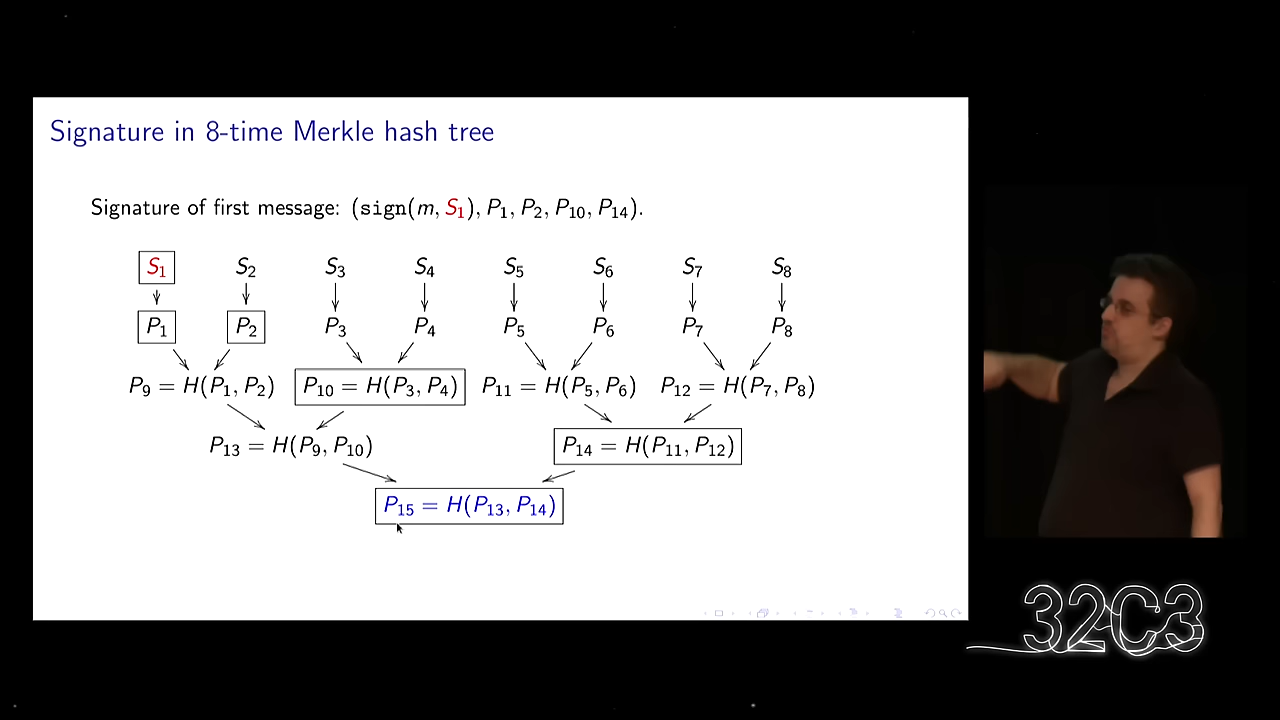 Signature in 8-time Merkle hash tree
Signature of first message: (sign(m, S₁), P₁, P₂, P₁₀, P₁₄).
S₁ S₂ S₃ S₄ S₅ S₆ S₇ S₈
P₁ P₂ P₃ P₄ P₅ P₆ P₇ P₈
P₉ = H(P₁, P₂) P₁₀ = H(P₃, P₄) P₁₁ = H(P₅, P₆) P₁₂ = H(P₇, P₈)
P₁₃ = H(P₉, P₁₀) P₁₄ = H(P₁₁, P₁₂)
P₁₅ = H(P₁₃, P₁₄)
32C3